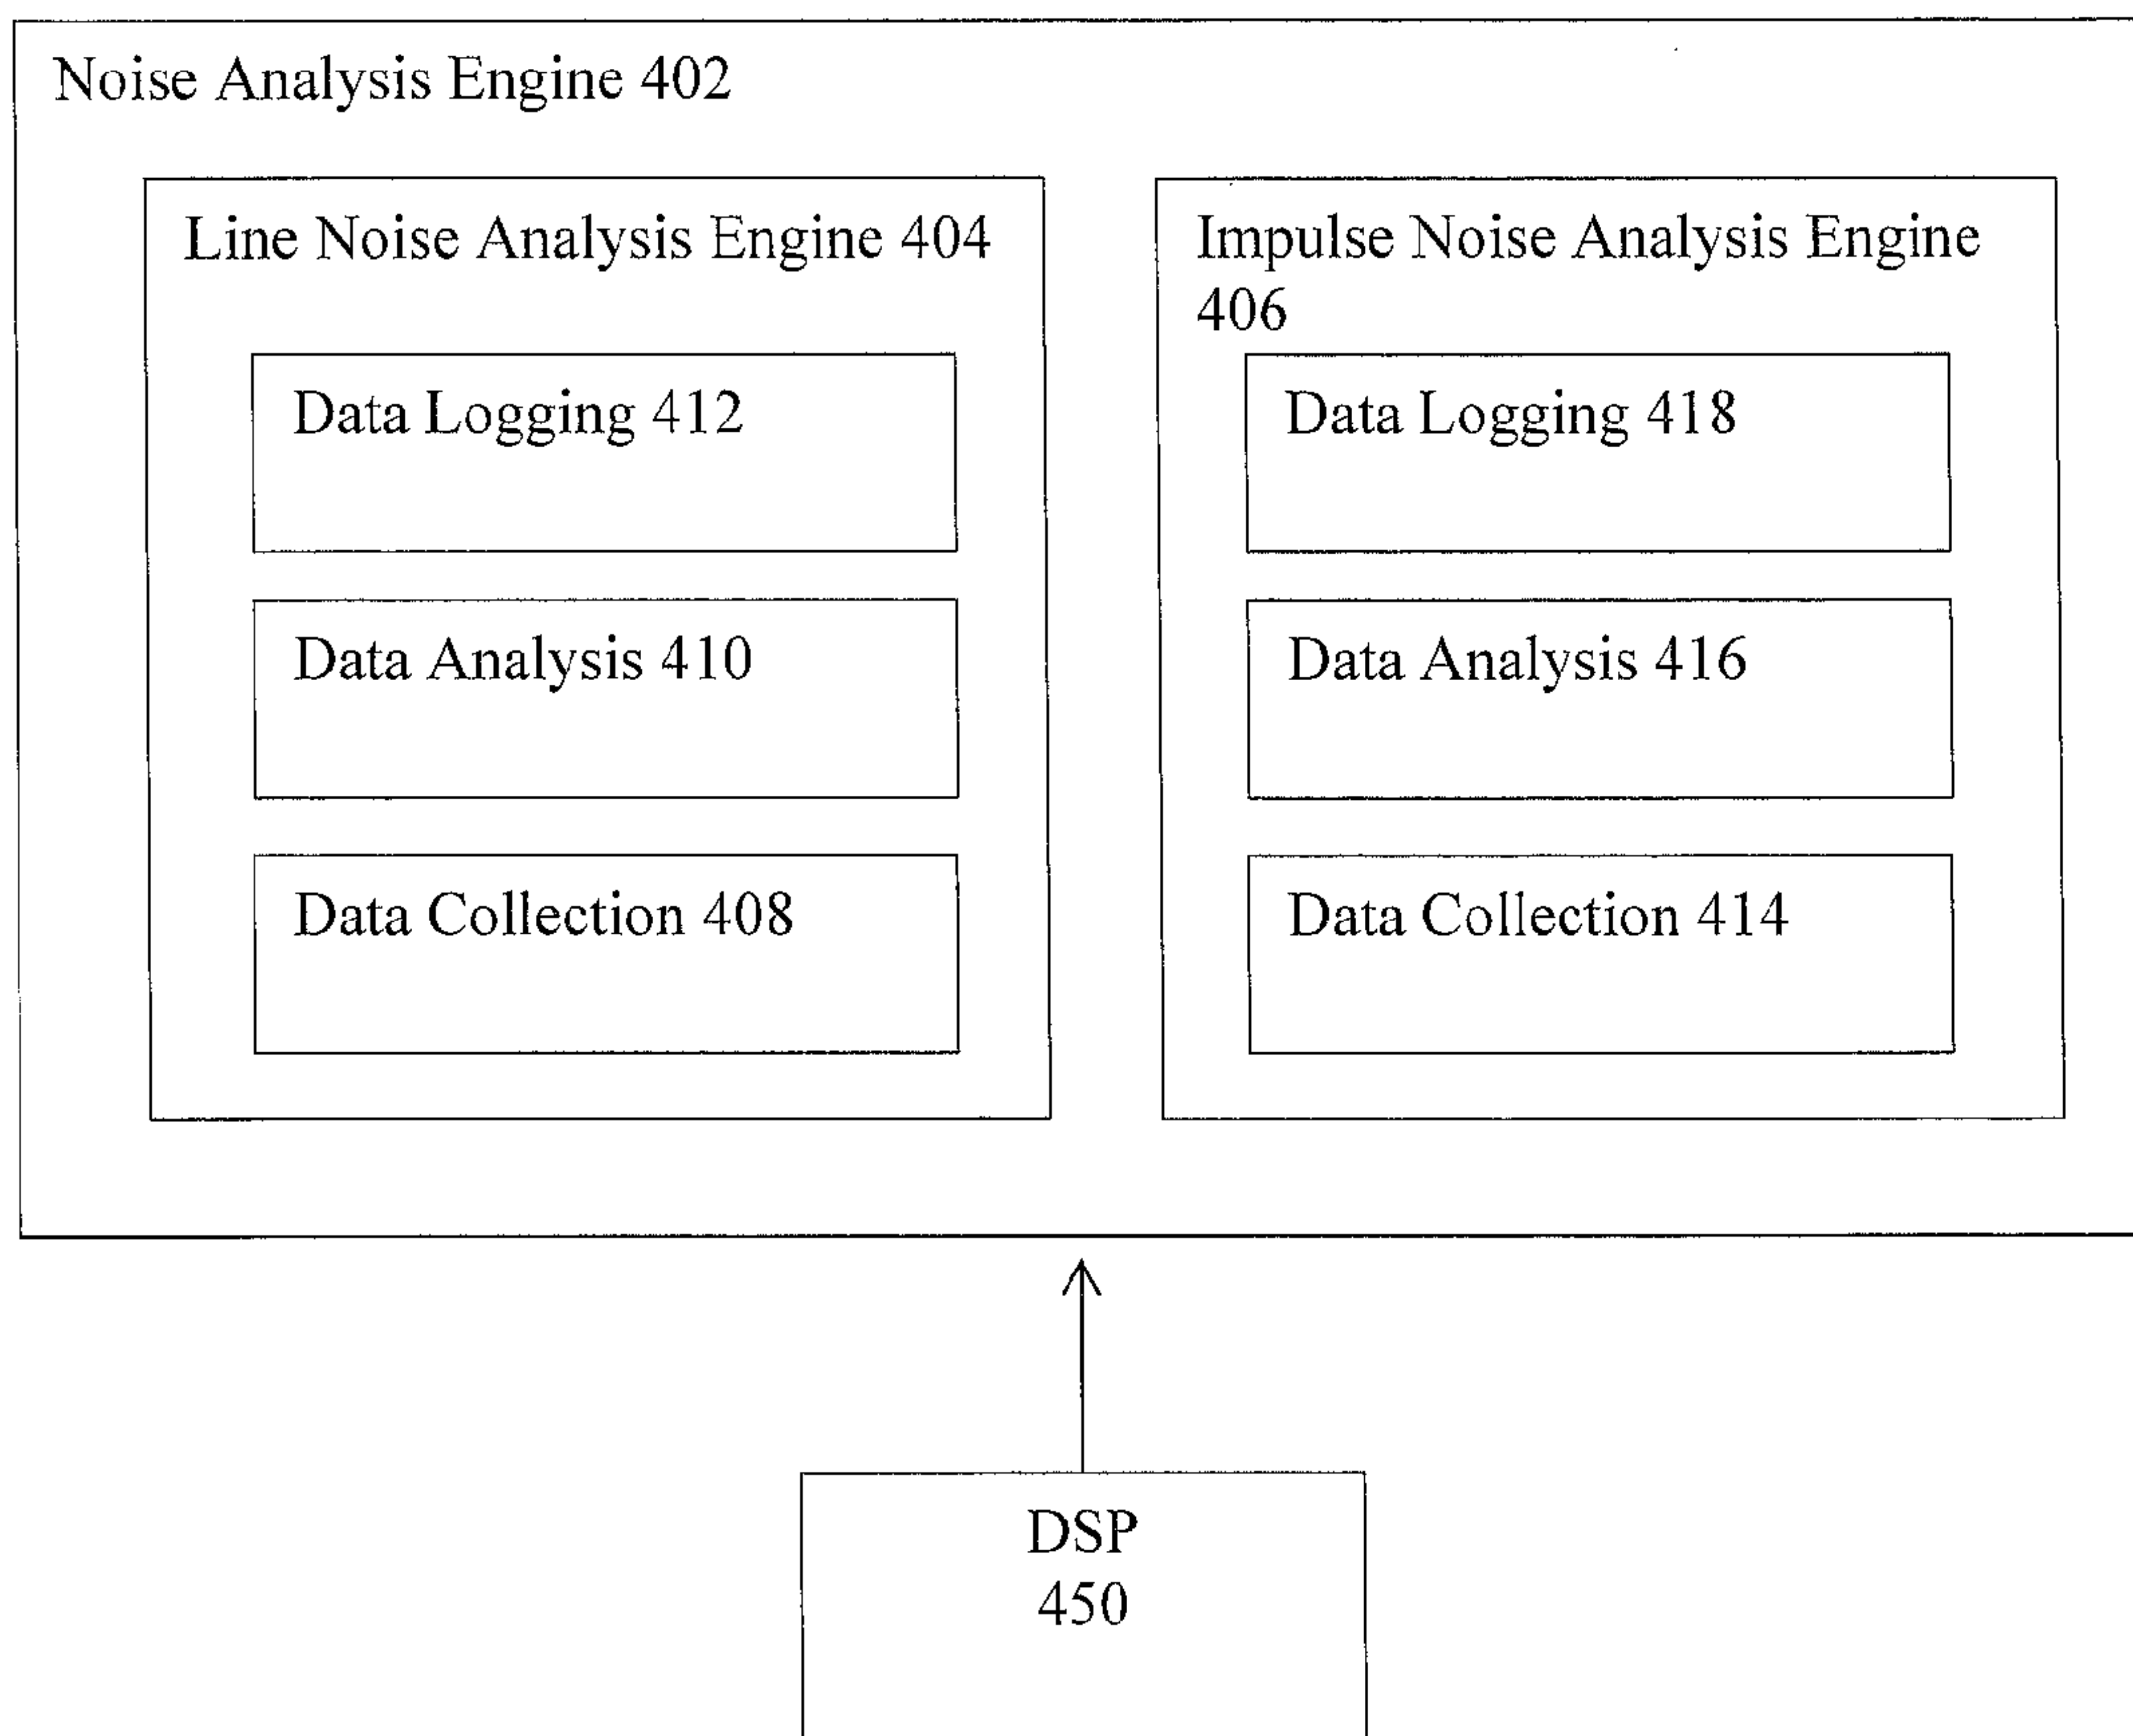 Noise Analysis Engine 402
Line Noise Analysis Engine 404
Data Logging 412
Data Analysis 410
Data Collection 408
Impulse Noise Analysis Engine
406
Data Logging 418
Data Analysis 416
Data Collection 414
DSP
450